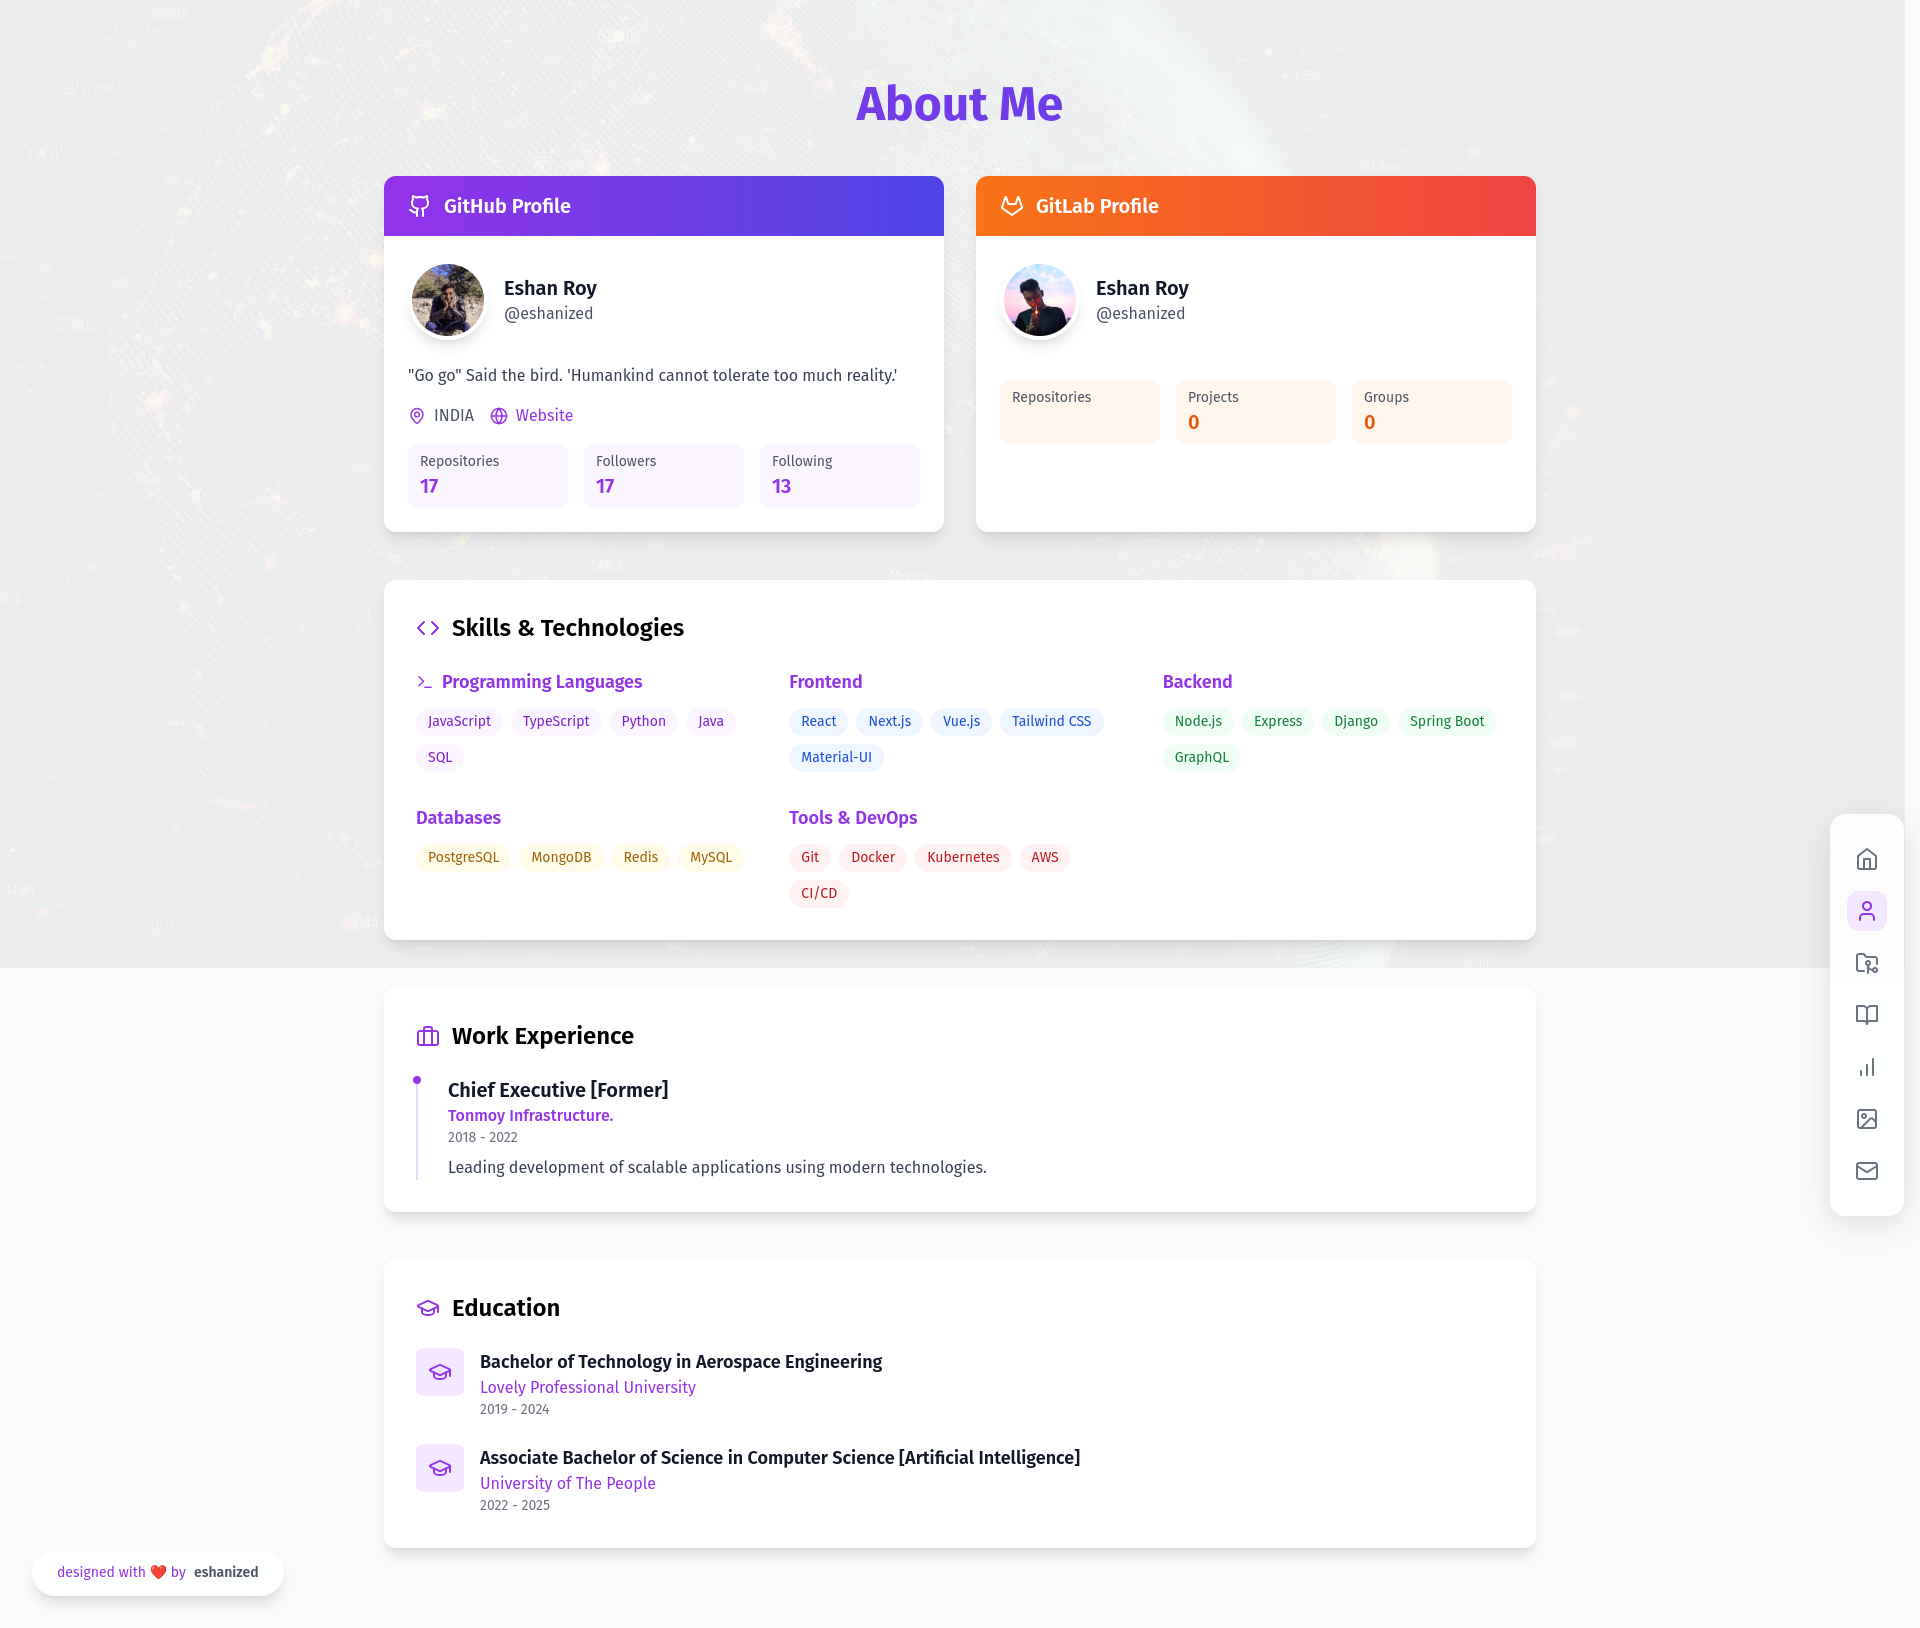 About Me
GitHub Profile
Eshan Roy
@eshanized
"Go go" Said the bird. 'Humankind cannot tolerate too much reality.'
INDIA Website
Repositories
17
Followers
17
Following
13
GitLab Profile
Eshan Roy
@eshanized
Repositories
Projects
0
Groups
0
Skills & Technologies
Programming Languages
JavaScript TypeScript Python Java
SQL
Frontend
React Next.js Vue.js Tailwind CSS
Material-UI
Backend
Node.js Express Django Spring Boot
GraphQL
Databases
PostgreSQL MongoDB Redis MySQL
Tools & DevOps
Git Docker Kubernetes AWS
CI/CD
Work Experience
Chief Executive [Former]
Tonmoy Infrastructure.
2018 - 2022
Leading development of scalable applications using modern technologies.
Education
Bachelor of Technology in Aerospace Engineering
Lovely Professional University
2019 - 2024
Associate Bachelor of Science in Computer Science [Artificial Intelligence]
University of The People
2022 - 2025
designed with ❤️ by eshanized